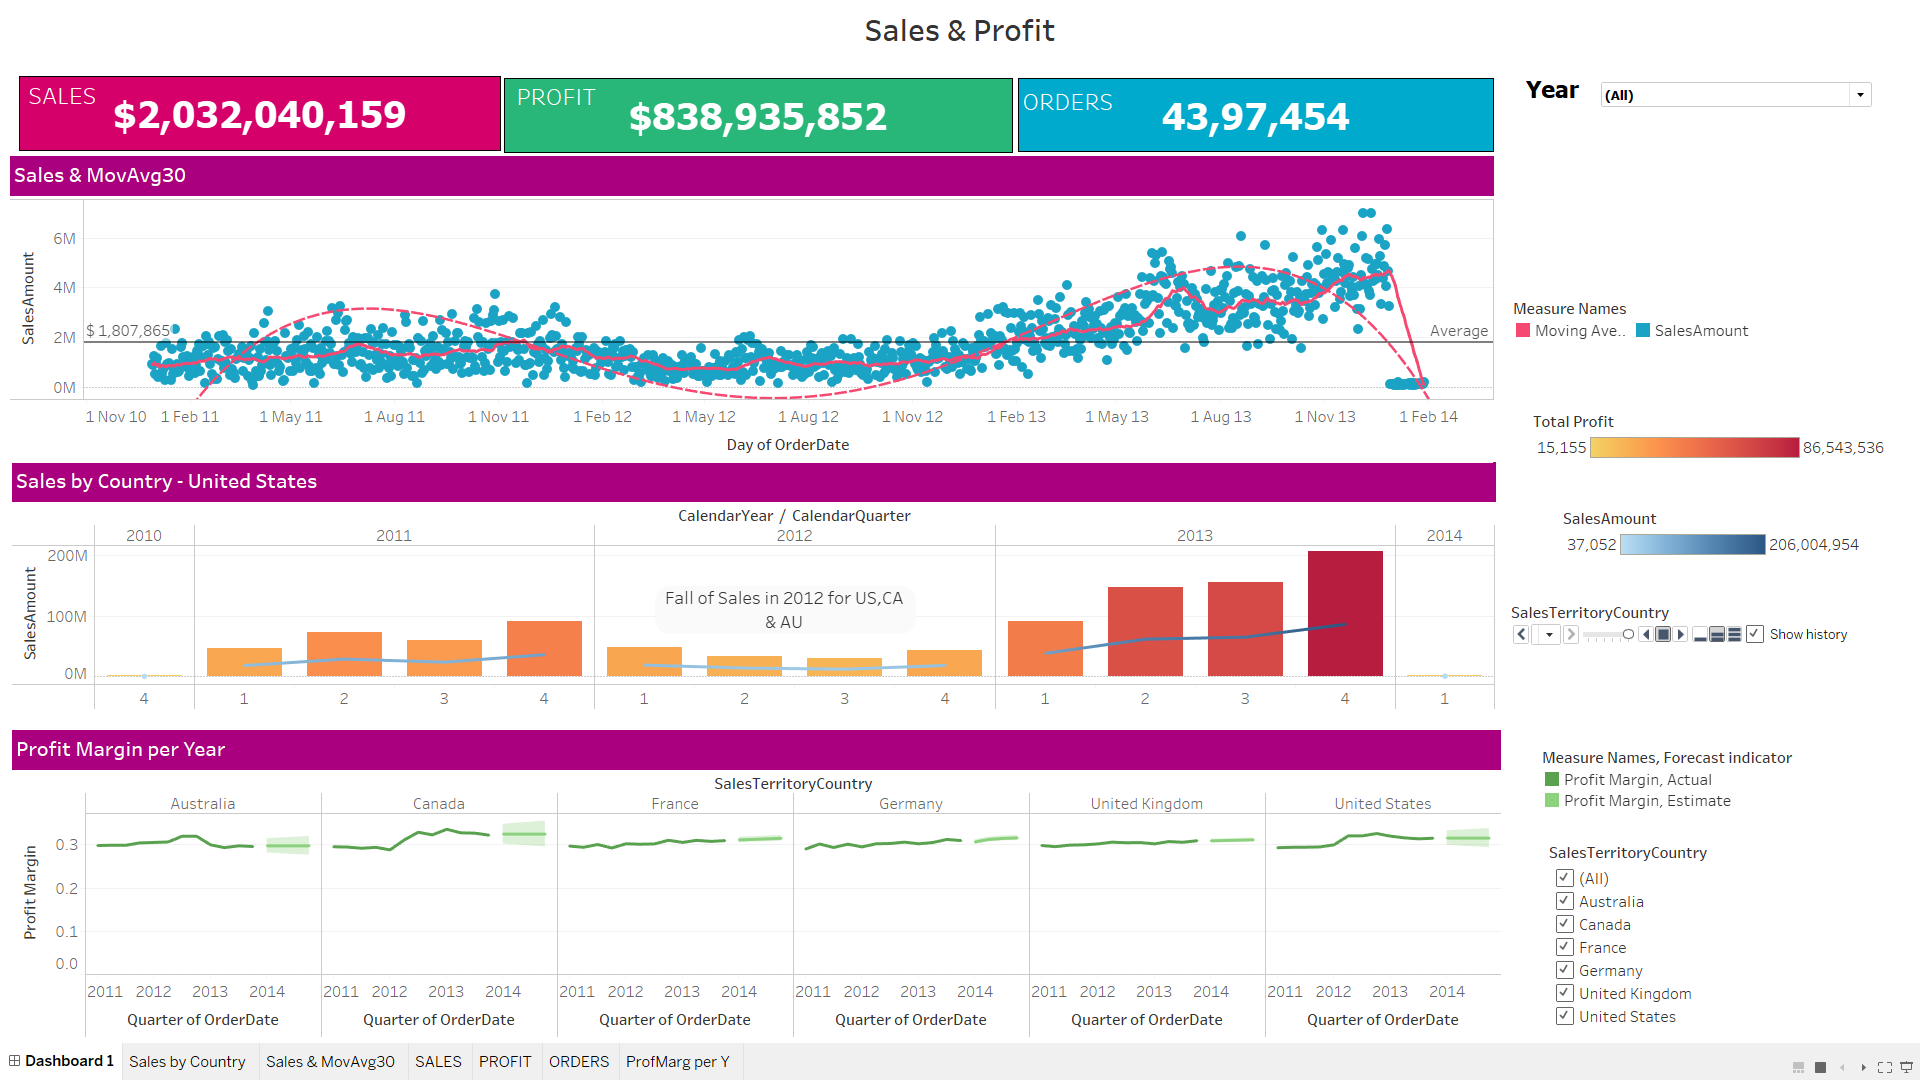 Sales & Profit
SALES $2,032,040,159
PROFIT $838,935,852
ORDERS 43,97,454
Year (All)
Sales & MovAvg30
SalesAmount
6M
4M
2M
0M
$ 1,807,865
Average
1 Nov 10 1 Feb 11 1 May 11 1 Aug 11 1 Nov 11 1 Feb 12 1 May 12 1 Aug 12 1 Nov 12 1 Feb 13 1 May 13 1 Aug 13 1 Nov 13 1 Feb 14
Day of OrderDate
Measure Names
Moving Ave.. SalesAmount
Total Profit
15,155 86,543,536
Sales by Country - United States
CalendarYear / CalendarQuarter
2010 2011 2012 2013 2014
SalesAmount
200M
100M
0M
Fall of Sales in 2012 for US,CA
& AU
4 1 2 3 4 1 2 3 4 1 2 3 4 1
SalesAmount
37,052 206,004,954
SalesTerritoryCountry
Show history
Profit Margin per Year
SalesTerritoryCountry
Australia Canada France Germany United Kingdom United States
Profit Margin
0.3
0.2
0.1
0.0
2011 2012 2013 2014 2011 2012 2013 2014 2011 2012 2013 2014 2011 2012 2013 2014 2011 2012 2013 2014 2011 2012 2013 2014
Quarter of OrderDate Quarter of OrderDate Quarter of OrderDate Quarter of OrderDate Quarter of OrderDate Quarter of OrderDate
Measure Names, Forecast indicator
Profit Margin, Actual
Profit Margin, Estimate
SalesTerritoryCountry
(All)
Australia
Canada
France
Germany
United Kingdom
United States
Dashboard 1 Sales by Country Sales & MovAvg30 SALES PROFIT ORDERS ProfMarg per Y